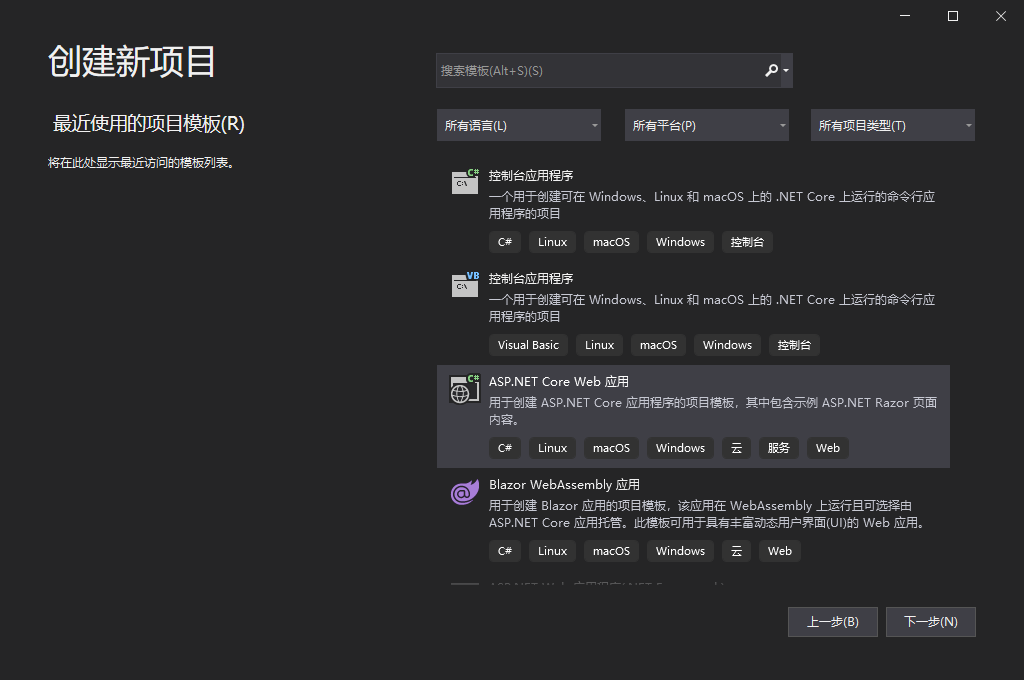 创建新项目
最近使用的项目模板(R)
将在此处显示最近访问的模板列表。
搜索模板(Alt+S)(S)
所有语言(L)
所有平台(P)
所有项目类型(T)
C#
C:\
控制台应用程序
一个用于创建可在 Windows、Linux 和 macOS 上的 .NET Core 上运行的命令行应
用程序的项目
C# Linux macOS Windows 控制台
VB
C:\
控制台应用程序
一个用于创建可在 Windows、Linux 和 macOS 上的 .NET Core 上运行的命令行应
用程序的项目
Visual Basic Linux macOS Windows 控制台
C#
ASP.NET Core Web 应用
用于创建 ASP.NET Core 应用程序的项目模板，其中包含示例 ASP.NET Razor 页面
内容。
C# Linux macOS Windows 云 服务 Web
@
Blazor WebAssembly 应用
用于创建 Blazor 应用的项目模板，该应用在 WebAssembly 上运行且可选择由
ASP.NET Core 应用托管。此模板可用于具有丰富动态用户界面(UI)的 Web 应用。
C# Linux macOS Windows 云 Web
上一步(B)
下一步(N)